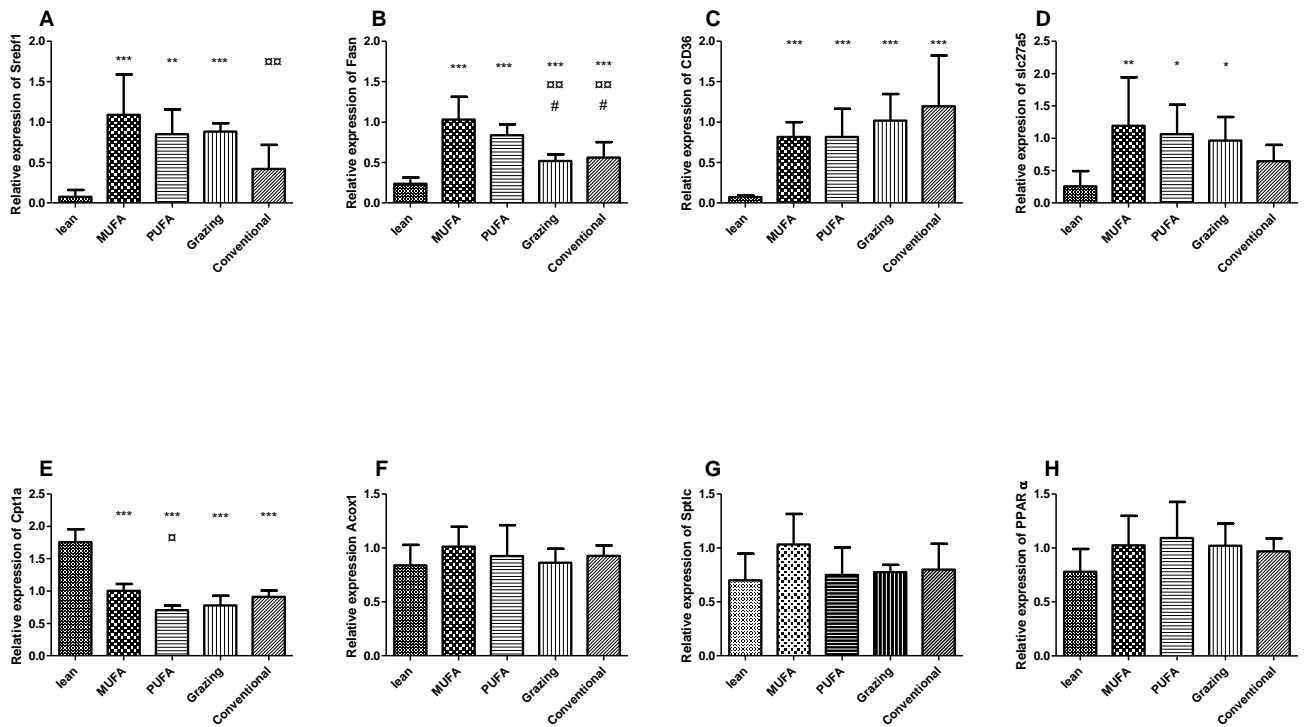 A
Relative expression of Srebf1
2.0
1.5
1.0
0.5
0.0
*** ** *** ¤¤
lean MUFA PUFA Grazing Conventional
B
Relative expression of Fasn
2.0
1.5
1.0
0.5
0.0
*** *** *** ***
¤¤ ¤¤
# #
lean MUFA PUFA Grazing Conventional
C
Relative expression of CD36
2.0
1.5
1.0
0.5
0.0
*** *** *** ***
lean MUFA PUFA Grazing Conventional
D
Relative expression of slc27a5
2.5
2.0
1.5
1.0
0.5
0.0
** * *
lean MUFA PUFA Grazing Conventional
E
Relative expression of Cpt1a
2.5
2.0
1.5
1.0
0.5
0.0
*** *** *** ***
¤
lean MUFA PUFA Grazing Conventional
F
Relative expression Acox1
1.5
1.0
0.5
0.0
lean MUFA PUFA Grazing Conventional
G
Relative expression of Sptlc
1.5
1.0
0.5
0.0
lean MUFA PUFA Grazing Conventional
H
Relative expression of PPAR α
1.5
1.0
0.5
0.0
lean MUFA PUFA Grazing Conventional